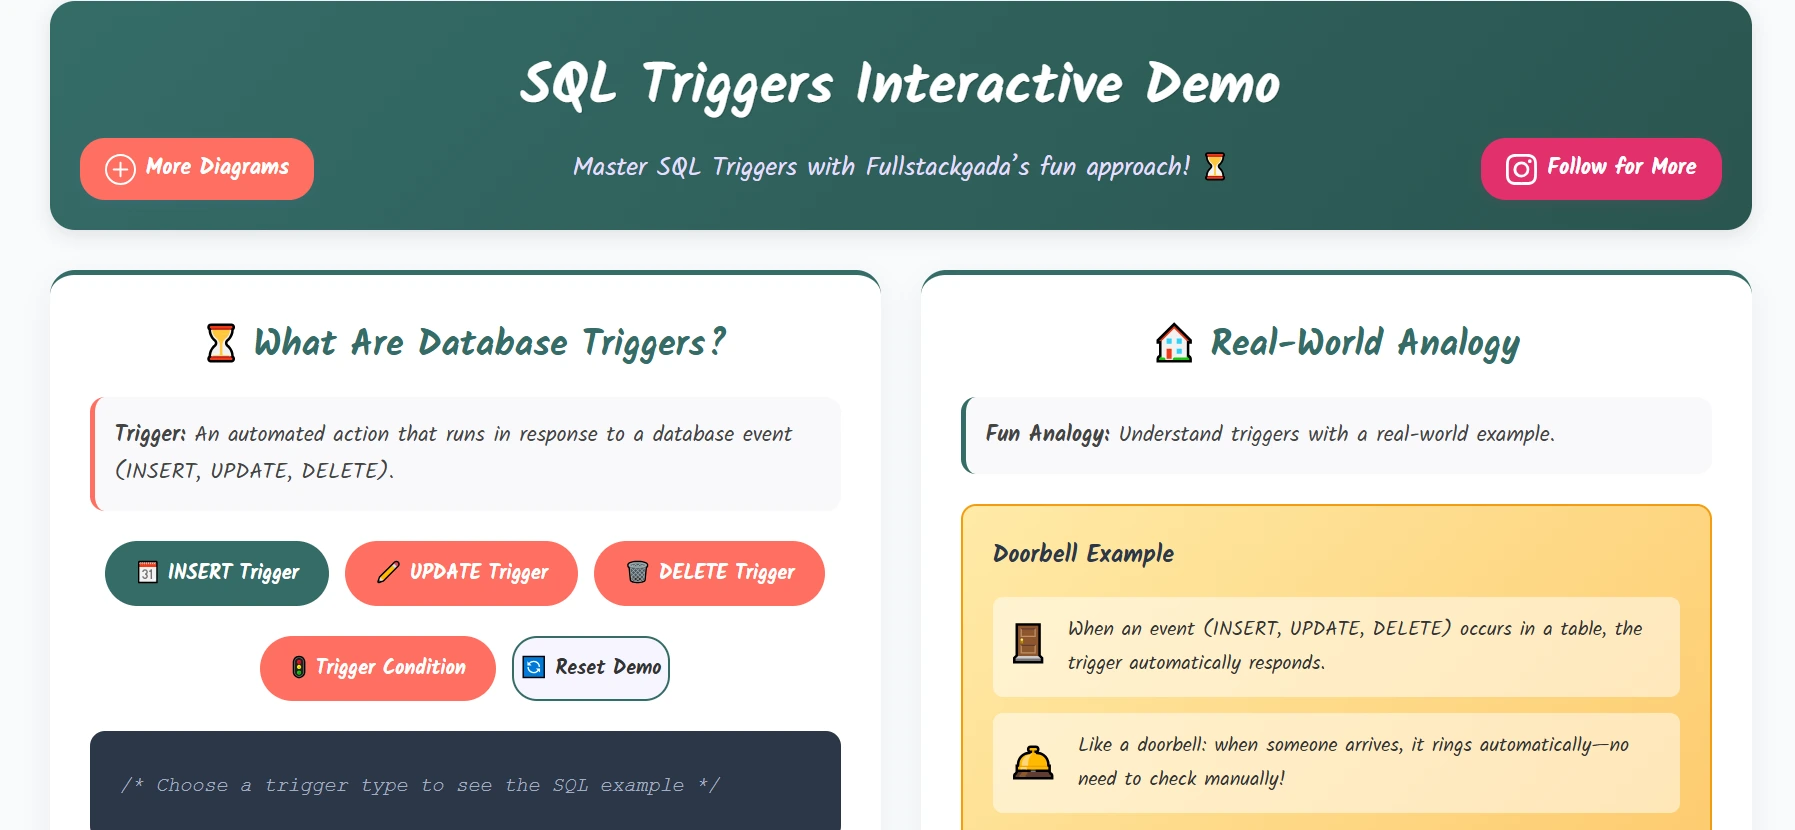 SQL Triggers Interactive Demo
More Diagrams
Master SQL Triggers with Fullstackgada's fun approach! ⏳
Follow for More
⏳ What Are Database Triggers?
Trigger: An automated action that runs in response to a database event
(INSERT, UPDATE, DELETE).
📅 INSERT Trigger
✏️ UPDATE Trigger
🗑️ DELETE Trigger
🚦 Trigger Condition
🔄 Reset Demo
/* Choose a trigger type to see the SQL example */
🏠 Real-World Analogy
Fun Analogy: Understand triggers with a real-world example.
Doorbell Example
🚪 When an event (INSERT, UPDATE, DELETE) occurs in a table, the
trigger automatically responds.
🛎️ Like a doorbell: when someone arrives, it rings automatically—no
need to check manually!